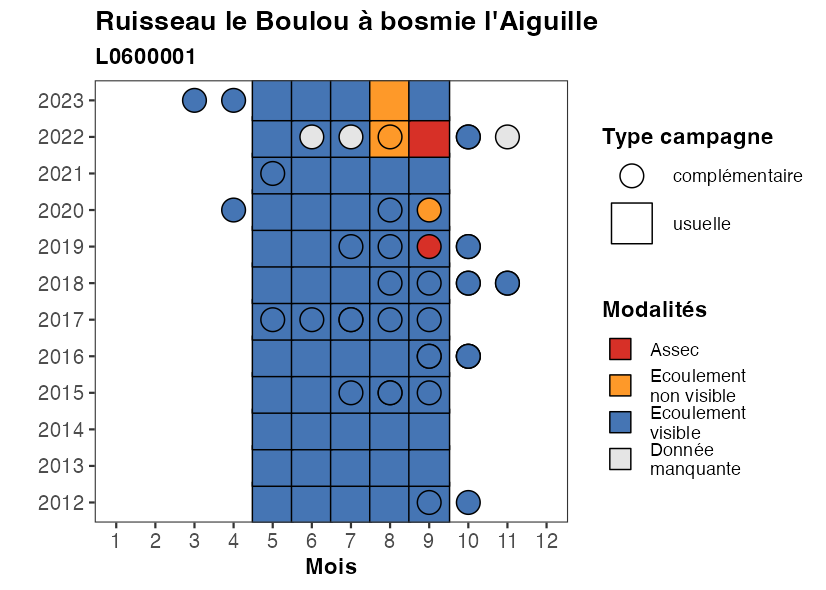 Ruisseau le Boulou à bosmie l'Aiguille
L0600001
2023
2022
2021
2020
2019
2018
2017
2016
2015
2014
2013
2012
1 2 3 4 5 6 7 8 9 10 11 12
Mois
Type campagne
complémentaire
usuelle
Modalités
Assec
Ecoulement
non visible
Ecoulement
visible
Donnée
manquante